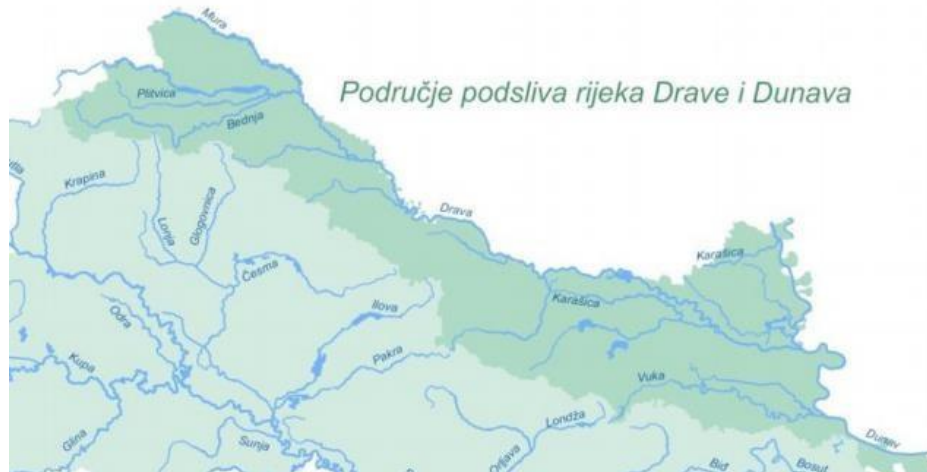 Mura
Područje podsliva rijeka Drave i Dunava
Plitvica
Bednja
Krapina
Lonja
Glogovnica
Drava
Karašica
Česma
Karašica
Ilova
Odra
Kupa
Pakra
Vuka
Londža
Glina
Sunja
Orljava
Dunav
Biđ
Bosut